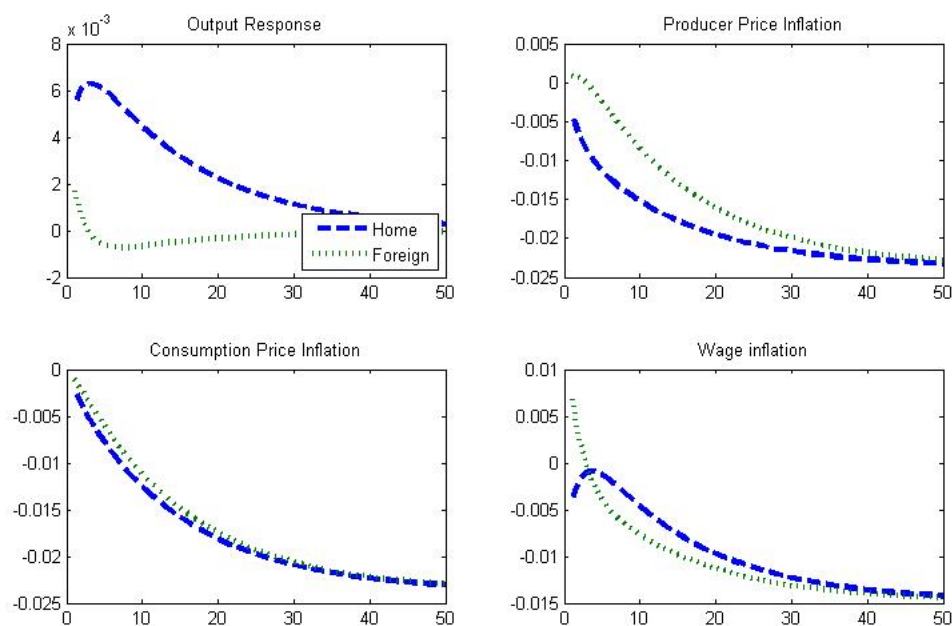 Output Response
x 10^-3
8
6
4
2
0
-2
0 10 20 30 40 50
Home
Foreign
Producer Price Inflation
0.005
0
-0.005
-0.01
-0.015
-0.02
-0.025
0 10 20 30 40 50
Consumption Price Inflation
0
-0.005
-0.01
-0.015
-0.02
-0.025
0 10 20 30 40 50
Wage inflation
0.01
0.005
0
-0.005
-0.01
-0.015
0 10 20 30 40 50